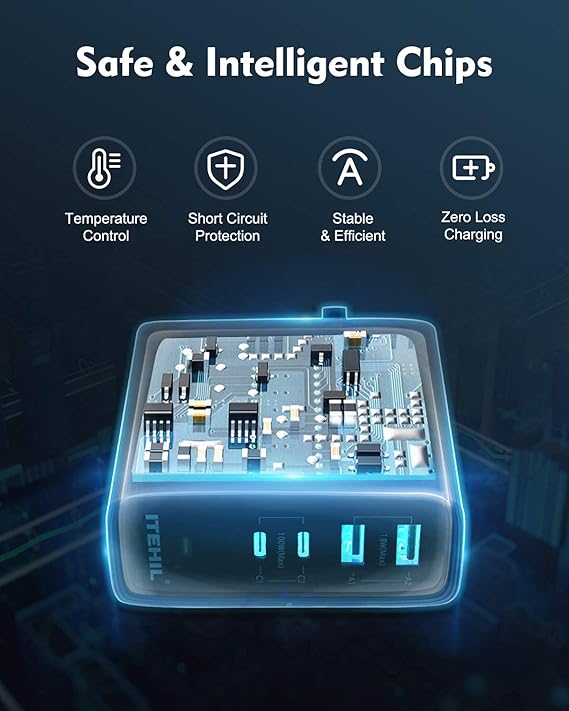 Safe & Intelligent Chips
Temperature
Control
Short Circuit
Protection
Stable
& Efficient
Zero Loss
Charging
ITEHIL
C1
100W(Max)
C2
A1
18W(Max)
A2